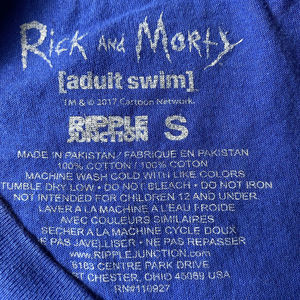 Rick And Morty
[adult swim]
TM & © 2017 Cartoon Network.
RIPPLE JUNCTION S
MADE IN PAKISTAN / FABRIQUE EN PAKISTAN
100% COTTON / 100% COTON
MACHINE WASH COLD WITH LIKE COLORS
TUMBLE DRY LOW • DO NOT BLEACH • DO NOT IRON
NOT INTENDED FOR CHILDREN 12 AND UNDER.
LAVER A LA MACHINE A L'EAU FROIDE
AVEC COULEURS SIMILAIRES
SECHER A LA MACHINE CYCLE DOUX
NE PAS JAVELLISER • NE PAS REPASSER
www.RIPPLEJUNCTION.com
CENTRE PARK DRIVE
CHESTER, OHIO 45069 USA
RN#110927